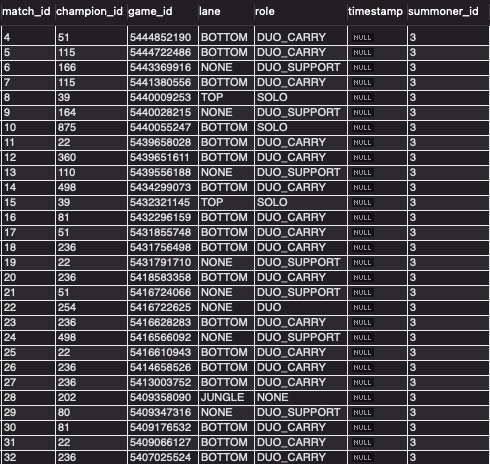 match_id champion_id game_id lane role timestamp summoner_id
4 51 5444852190 BOTTOM DUO_CARRY NULL 3
5 115 5444722486 BOTTOM DUO_CARRY NULL 3
6 166 5443369916 NONE DUO_SUPPORT NULL 3
7 115 5441380556 BOTTOM DUO_CARRY NULL 3
8 39 5440009253 TOP SOLO NULL 3
9 164 5440028215 NONE DUO_SUPPORT NULL 3
10 875 5440055247 BOTTOM SOLO NULL 3
11 22 5439658028 BOTTOM DUO_CARRY NULL 3
12 360 5439651611 BOTTOM DUO_CARRY NULL 3
13 110 5439556188 NONE DUO_SUPPORT NULL 3
14 498 5434299073 BOTTOM DUO_CARRY NULL 3
15 39 5432321145 TOP SOLO NULL 3
16 81 5432296159 BOTTOM DUO_CARRY NULL 3
17 51 5431855748 BOTTOM DUO_CARRY NULL 3
18 236 5431756498 BOTTOM DUO_CARRY NULL 3
19 22 5431791710 NONE DUO_SUPPORT NULL 3
20 236 5418583358 BOTTOM DUO_CARRY NULL 3
21 51 5416724066 NONE DUO_SUPPORT NULL 3
22 254 5416722625 NONE DUO NULL 3
23 236 5416628283 BOTTOM DUO_CARRY NULL 3
24 498 5416566092 NONE DUO_SUPPORT NULL 3
25 22 5416610943 BOTTOM DUO_CARRY NULL 3
26 236 5414658526 BOTTOM DUO_CARRY NULL 3
27 236 5413003752 BOTTOM DUO_CARRY NULL 3
28 202 5409358090 JUNGLE NONE NULL 3
29 80 5409347316 NONE DUO_SUPPORT NULL 3
30 81 5409176532 BOTTOM DUO_CARRY NULL 3
31 22 5409066127 BOTTOM DUO_CARRY NULL 3
32 236 5407025524 BOTTOM DUO_CARRY NULL 3